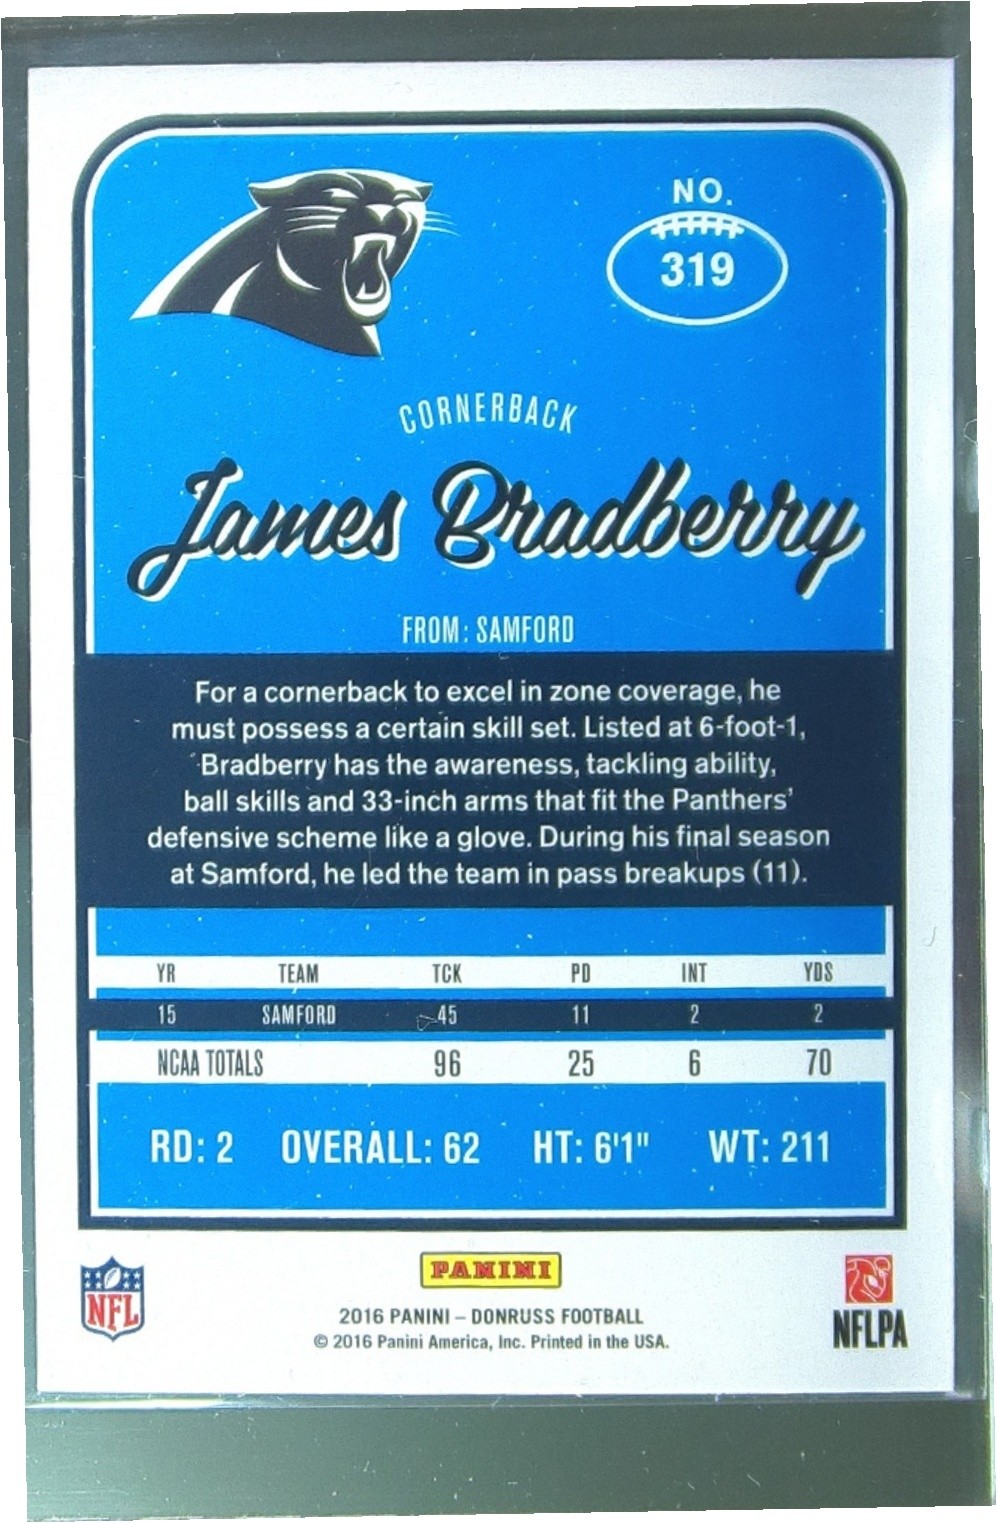 NO.
319
CORNERBACK
James Bradberry
FROM: SAMFORD
For a cornerback to excel in zone coverage, he
must possess a certain skill set. Listed at 6-foot-1,
Bradberry has the awareness, tackling ability,
ball skills and 33-inch arms that fit the Panthers'
defensive scheme like a glove. During his final season
at Samford, he led the team in pass breakups (11).
YR TEAM TCK PD INT YDS
15 SAMFORD 45 11 2 2
NCAA TOTALS 96 25 6 70
RD: 2 OVERALL: 62 HT: 6'1" WT: 211
NFL
PANINI
2016 PANINI – DONRUSS FOOTBALL
© 2016 Panini America, Inc. Printed in the USA.
NFLPA